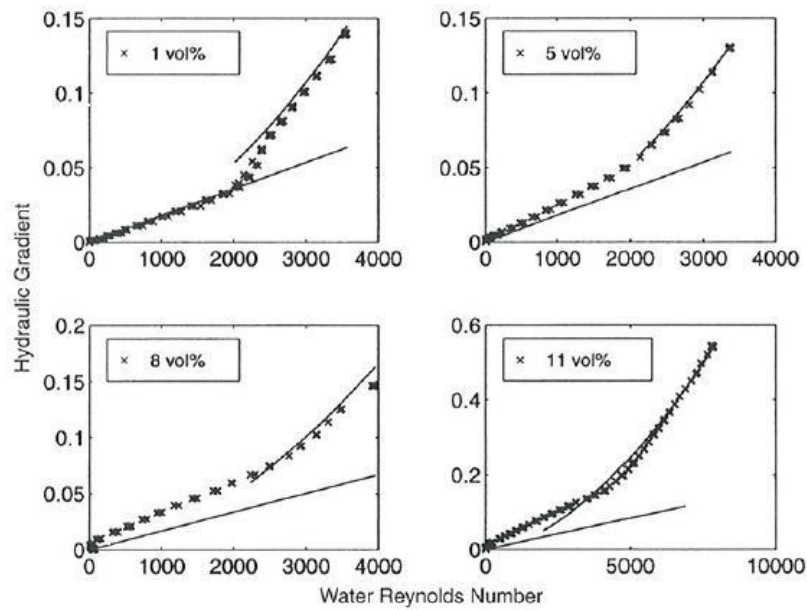 0.15
0.1
0.05
0
× 1 vol%
0 1000 2000 3000 4000
0.15
0.1
0.05
0
× 5 vol%
0 1000 2000 3000 4000
Hydraulic Gradient
0.2
0.15
0.1
0.05
0
× 8 vol%
0 1000 2000 3000 4000
0.6
0.4
0.2
0
× 11 vol%
0 5000 10000
Water Reynolds Number